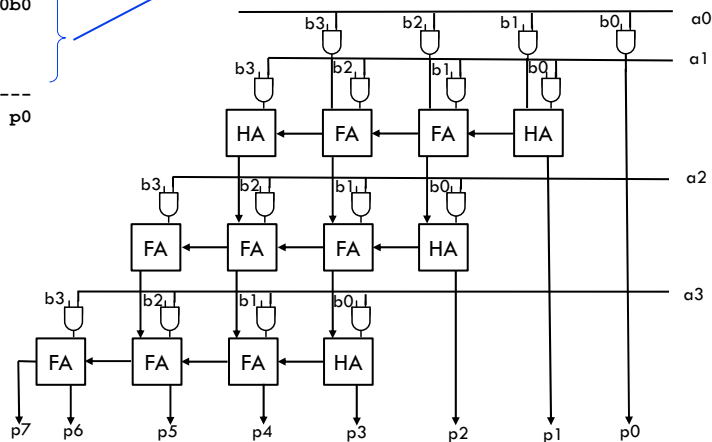 0b0
b3 b2 b1 b0 a0
a1
b3 b2 b1 b0
---
p0
HA FA FA HA
b3 b2 b1 b0 a2
FA FA FA HA
b3 b2 b1 b0 a3
FA FA FA HA
p7 p6 p5 p4 p3 p2 p1 p0